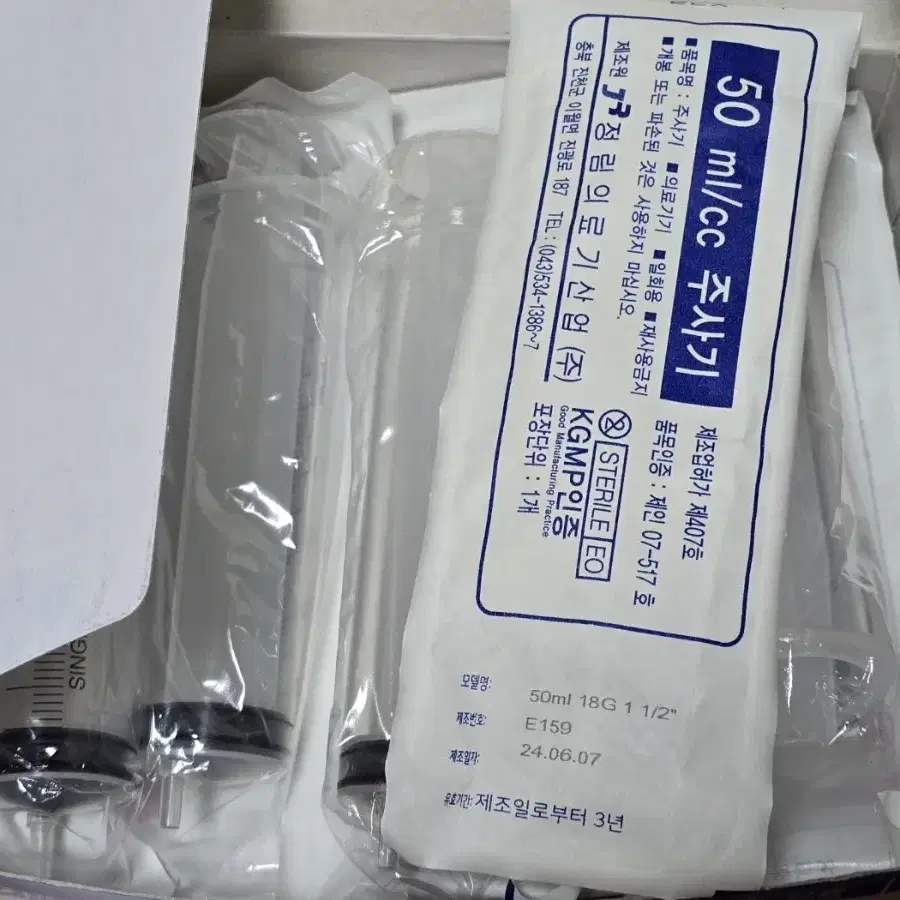 50 ml/cc 주사기
■품목명 : 주사기 ■의료기기 ■일회용 ■재사용금지
■개봉 또는 파손된 것은 사용하지 마십시오.
제조원 정림의료기산업(주)
충북 진천군 이월면 진광로 187 TEL : (043)534-1386~7
제조업허가 제407호
품목인증 : 제인 07-517 호
STERILE EO
KGMP인증
Good Manufacturing Practice
포장단위 : 1개
모델명: 50ml 18G 1 1/2"
제조번호: E159
제조일자: 24.06.07
유효기간: 제조일로부터 3년